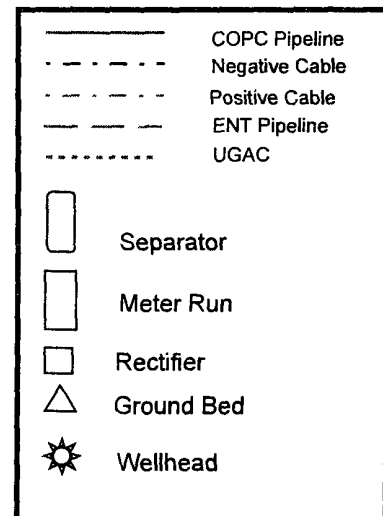 COPC Pipeline
Negative Cable
Positive Cable
ENT Pipeline
UGAC
Separator
Meter Run
Rectifier
Ground Bed
Wellhead